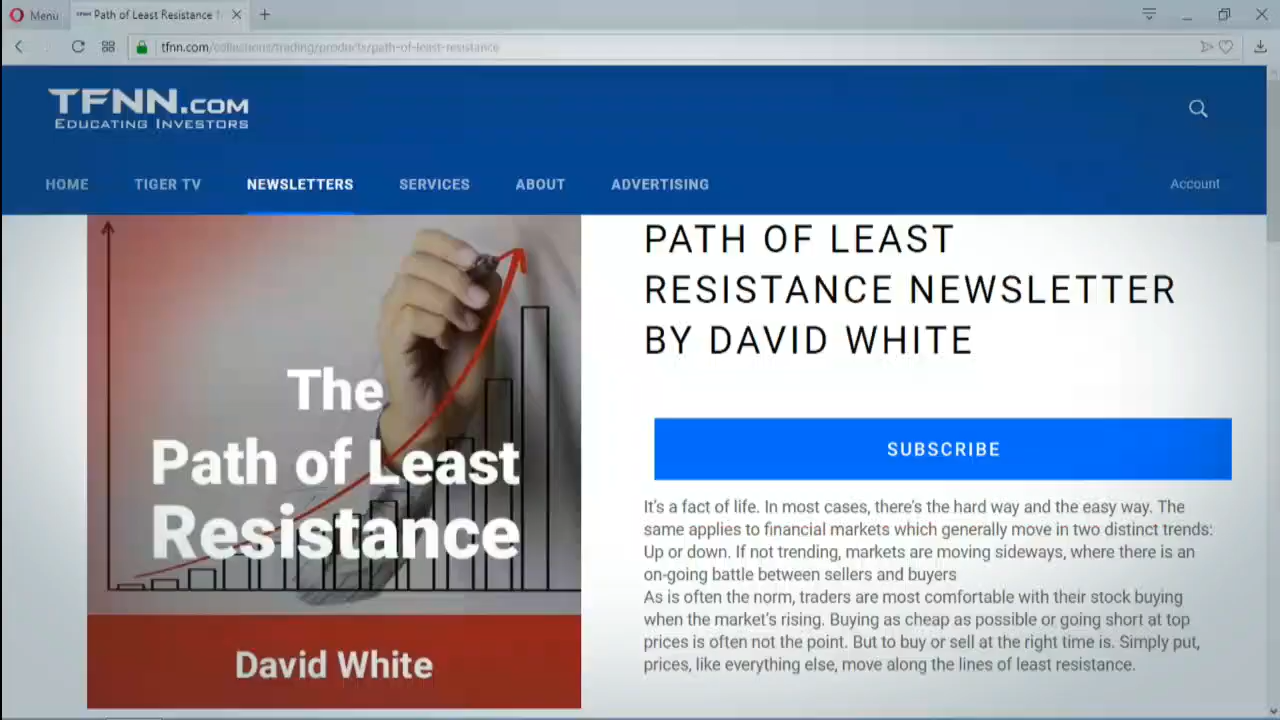 Menu
Path of Least Resistance
tfnn.com/collections/trading/products/path-of-least-resistance
TFNN.COM
EDUCATING INVESTORS
HOME TIGER TV NEWSLETTERS SERVICES ABOUT ADVERTISING Account
The
Path of Least
Resistance
David White
PATH OF LEAST
RESISTANCE NEWSLETTER
BY DAVID WHITE
SUBSCRIBE
It's a fact of life. In most cases, there's the hard way and the easy way. The
same applies to financial markets which generally move in two distinct trends:
Up or down. If not trending, markets are moving sideways, where there is an
on-going battle between sellers and buyers
As is often the norm, traders are most comfortable with their stock buying
when the market's rising. Buying as cheap as possible or going short at top
prices is often not the point. But to buy or sell at the right time is. Simply put,
prices, like everything else, move along the lines of least resistance.